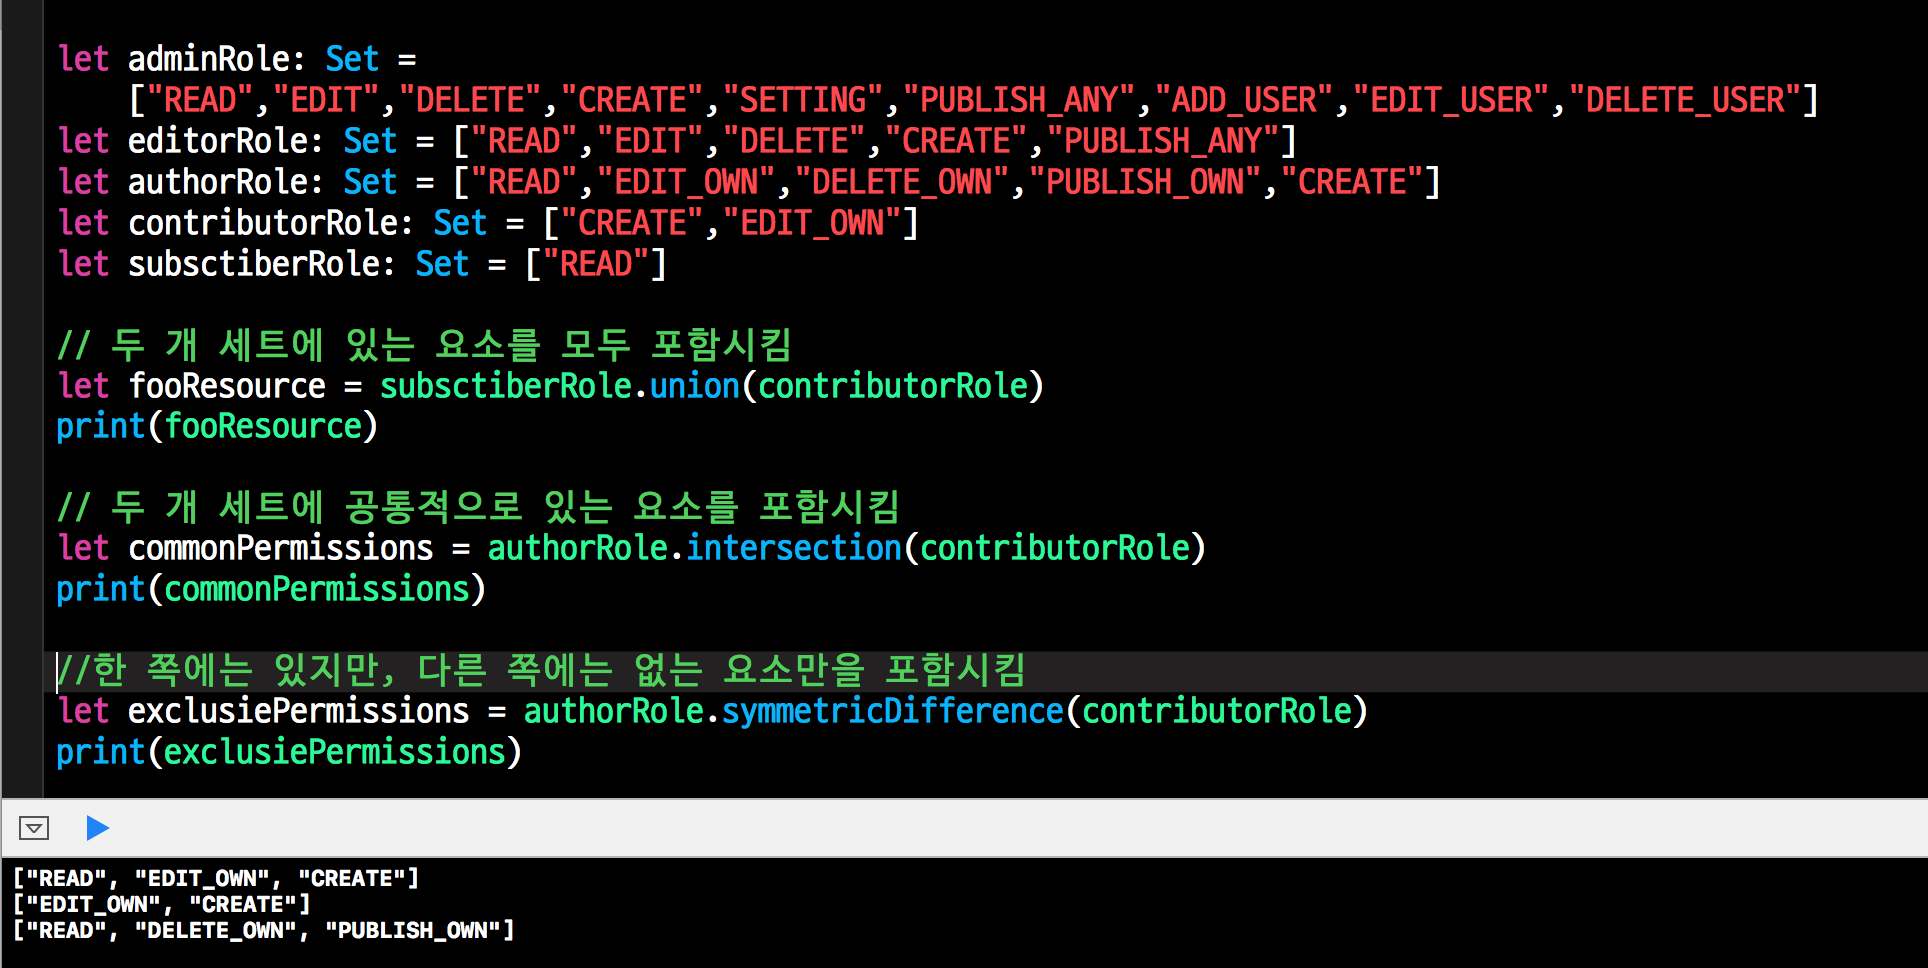 let adminRole: Set =
["READ","EDIT","DELETE","CREATE","SETTING","PUBLISH_ANY","ADD_USER","EDIT_USER","DELETE_USER"]
let editorRole: Set = ["READ","EDIT","DELETE","CREATE","PUBLISH_ANY"]
let authorRole: Set = ["READ","EDIT_OWN","DELETE_OWN","PUBLISH_OWN","CREATE"]
let contributorRole: Set = ["CREATE","EDIT_OWN"]
let subsctiberRole: Set = ["READ"]
// 두 개 세트에 있는 요소를 모두 포함시킴
let fooResource = subsctiberRole.union(contributorRole)
print(fooResource)
// 두 개 세트에 공통적으로 있는 요소를 포함시킴
let commonPermissions = authorRole.intersection(contributorRole)
print(commonPermissions)
//한 쪽에는 있지만, 다른 쪽에는 없는 요소만을 포함시킴
let exclusiePermissions = authorRole.symmetricDifference(contributorRole)
print(exclusiePermissions)
["READ", "EDIT_OWN", "CREATE"]
["EDIT_OWN", "CREATE"]
["READ", "DELETE_OWN", "PUBLISH_OWN"]